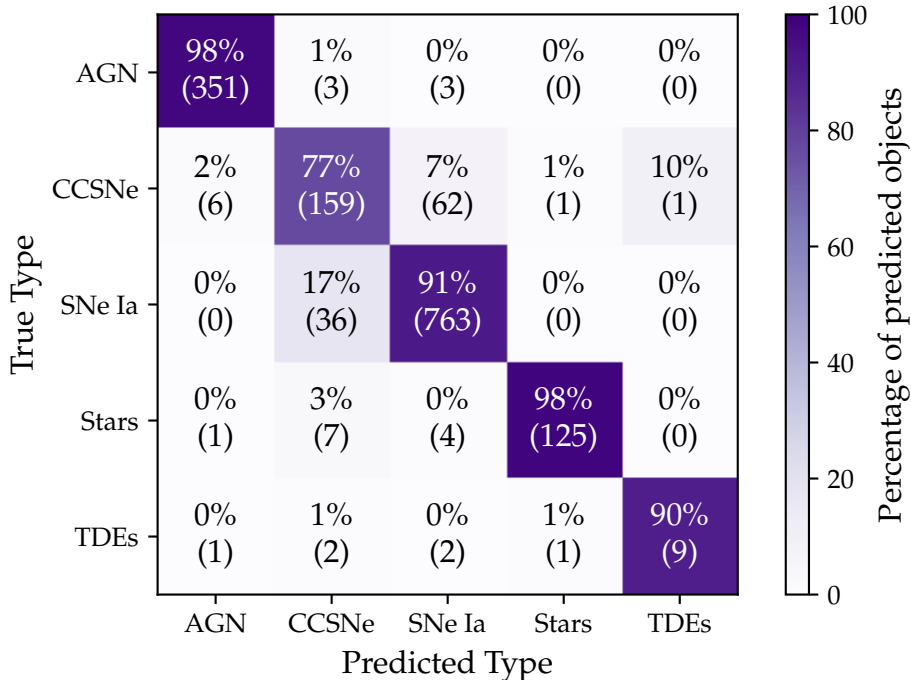 AGN
98% 1% 0% 0% 0%
(351) (3) (3) (0) (0)
CCSNe
2% 77% 7% 1% 10%
(6) (159) (62) (1) (1)
SNe Ia
0% 17% 91% 0% 0%
(0) (36) (763) (0) (0)
Stars
0% 3% 0% 98% 0%
(1) (7) (4) (125) (0)
TDEs
0% 1% 0% 1% 90%
(1) (2) (2) (1) (9)
AGN CCSNe SNe Ia Stars TDEs
Predicted Type
True Type
100
80
60
40
20
0
Percentage of predicted objects